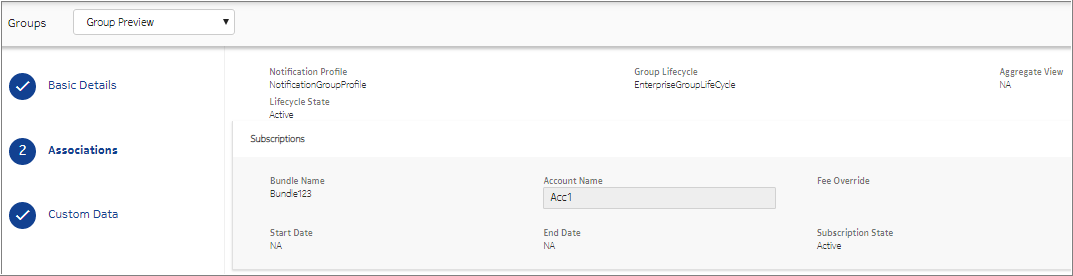 Groups
Group Preview
Basic Details
2
Associations
Custom Data
Notification Profile
NotificationGroupProfile
Group Lifecycle
EnterpriseGroupLifeCycle
Aggregate View
NA
Lifecycle State
Active
Subscriptions
Bundle Name
Bundle123
Account Name
Acc1
Fee Override
Start Date
NA
End Date
NA
Subscription State
Active